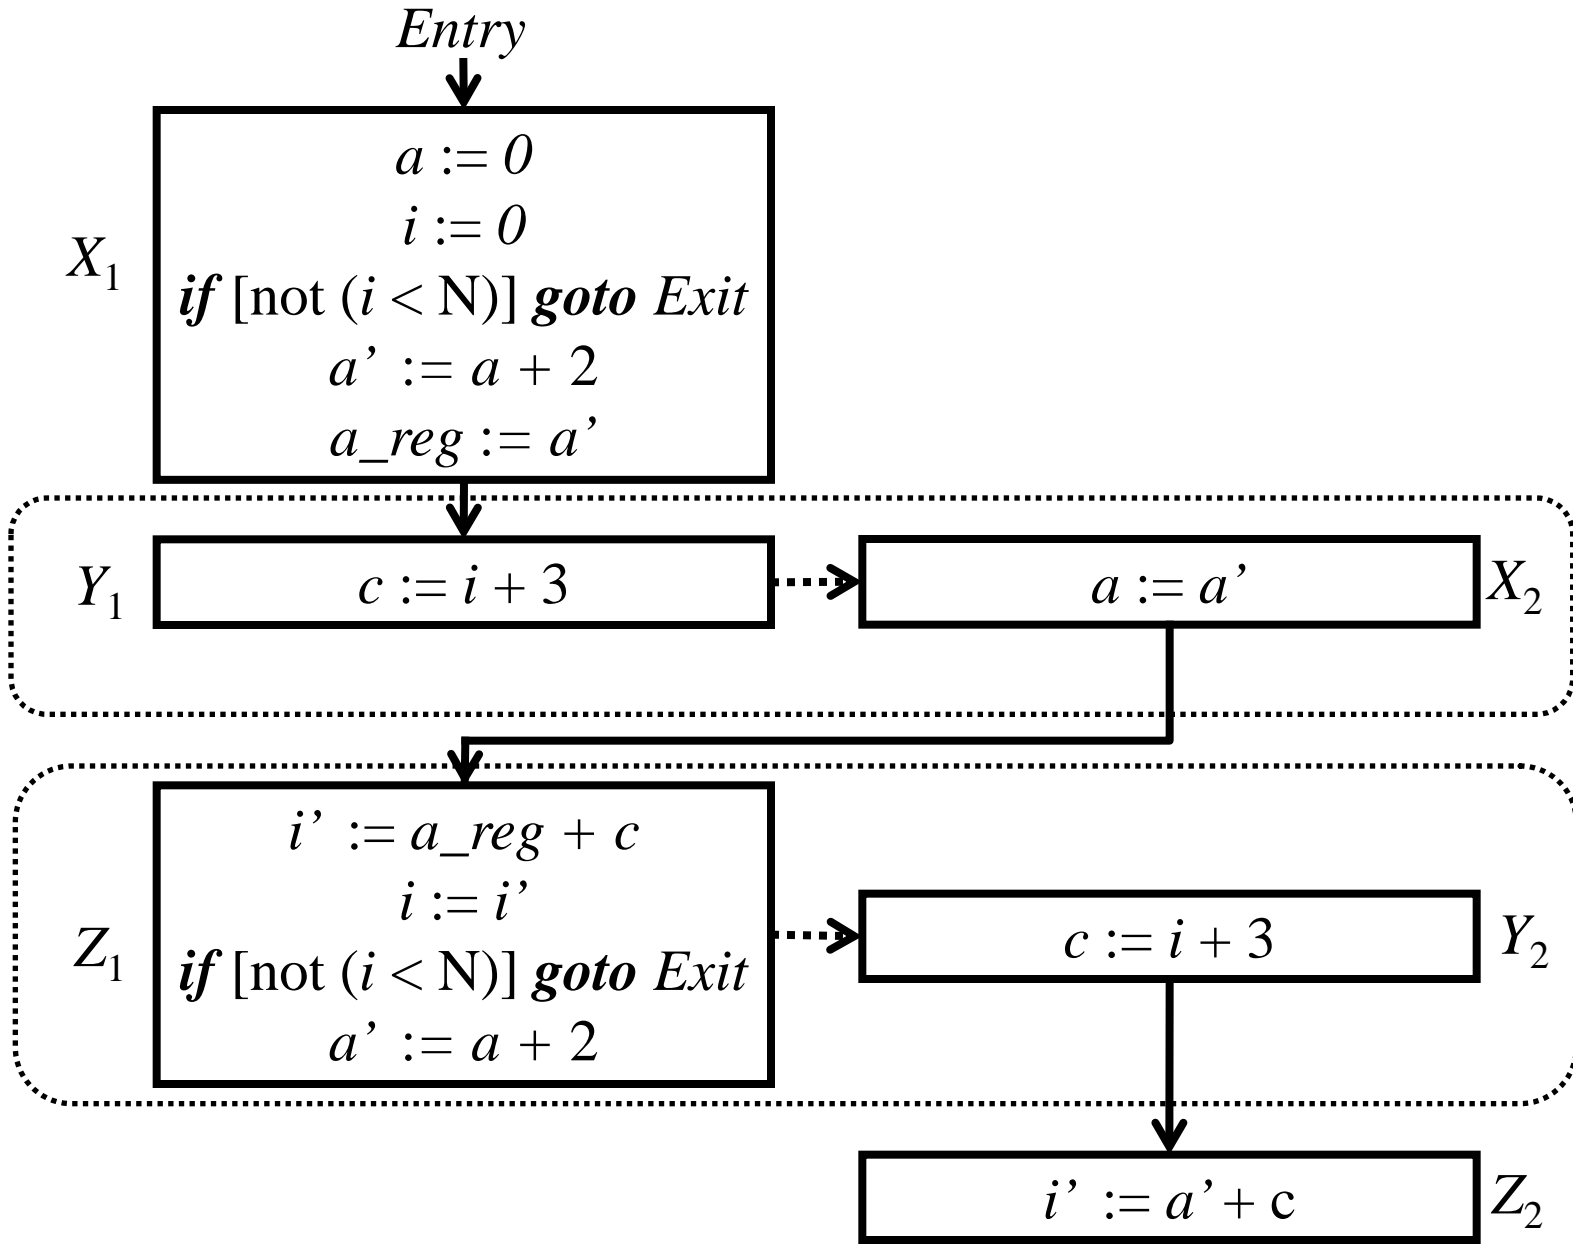 Entry
X1
a := 0
i := 0
if [not (i < N)] goto Exit
a’ := a + 2
a_reg := a’
Y1
c := i + 3
a := a’
X2
Z1
i’ := a_reg + c
i := i’
if [not (i < N)] goto Exit
a’ := a + 2
c := i + 3
Y2
i’ := a’ + c
Z2